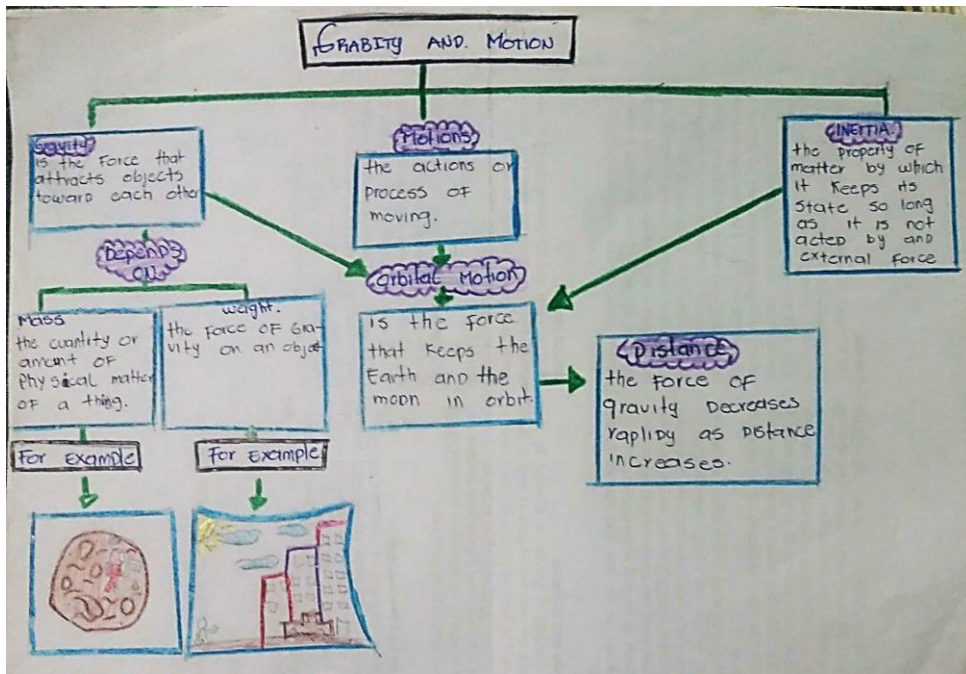 GRABITY AND. MOTION
Gravity
is the Force that
attracts objects
toward each other
Motions
the actions or
Process of
moving.
INERTIA.
the property of
matter by which
it keeps its
State so long
as it is not
acted by and
external force
Depends
on
Orbital Motion
Mass
the cuantity or
amount of
Physical matter
of a thing.
weight.
the Force of Gra-
vity on an objet
is the force
that keeps the
Earth and the
moon in orbit.
Distance
the force of
gravity Decreases
raplidy as Distance
increases.
For Example
For Example